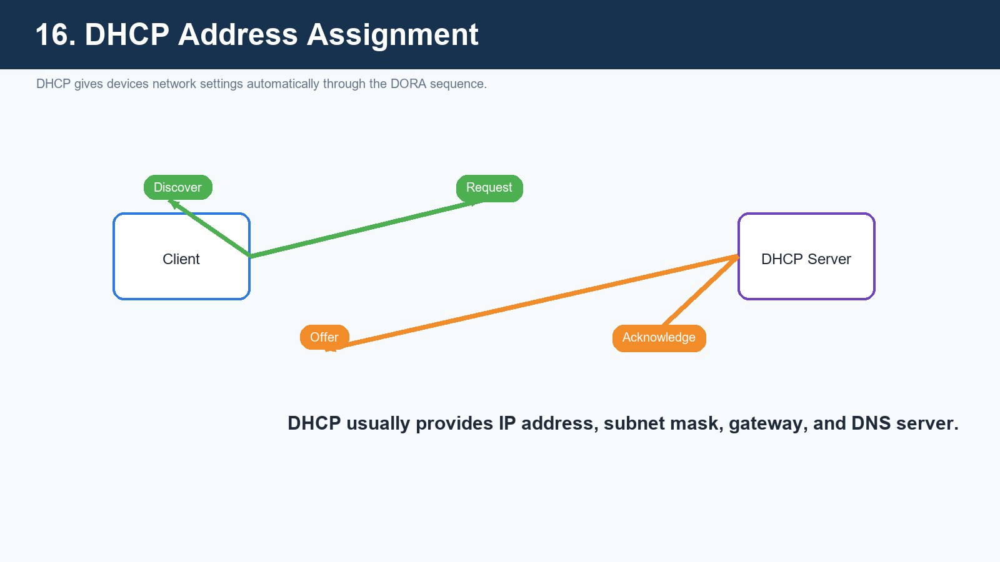 16. DHCP Address Assignment
DHCP gives devices network settings automatically through the DORA sequence.
Discover
Request
Client
DHCP Server
Offer
Acknowledge
DHCP usually provides IP address, subnet mask, gateway, and DNS server.